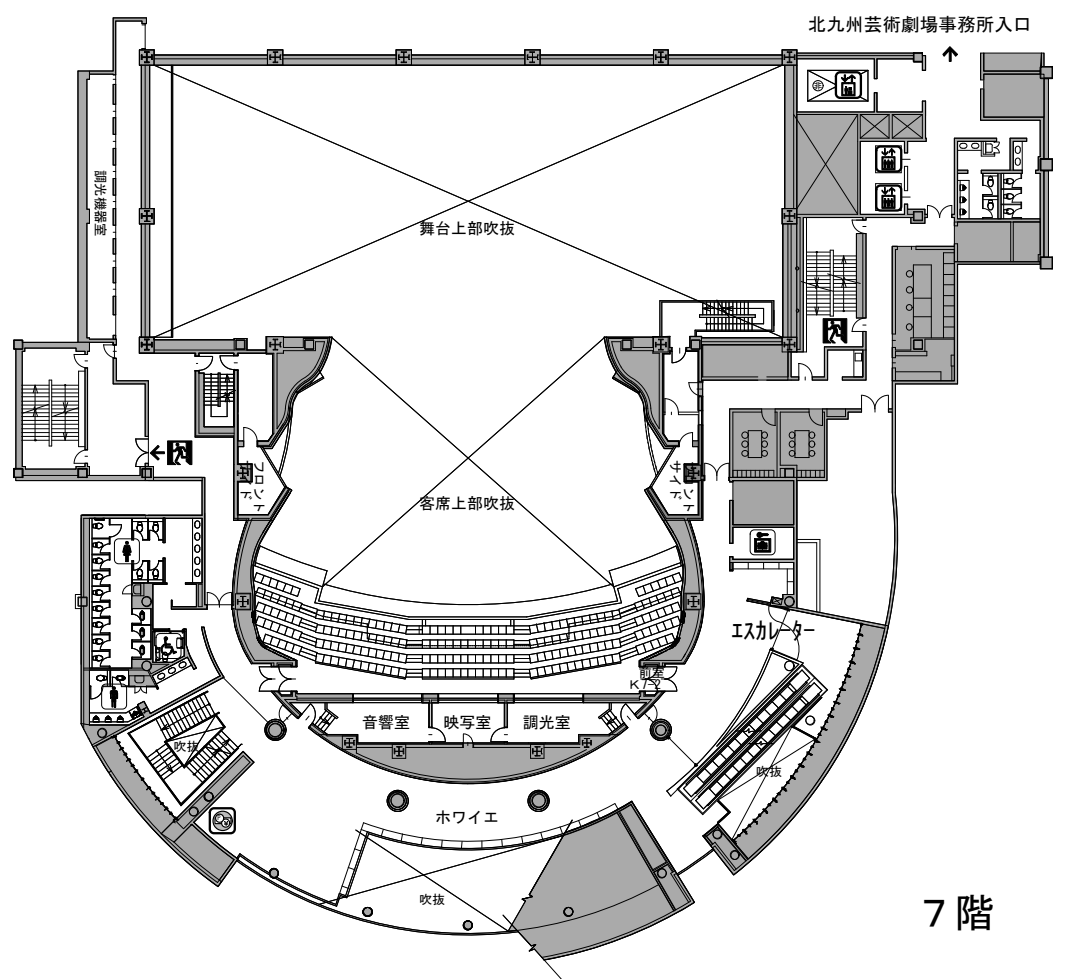 北九州芸術劇場事務所入口
調光機器室
舞台上部吹抜
フロント
サイド
フロント
サイド
客席上部吹抜
エスカレーター
前室
音響室
映写室
調光室
吹抜
吹抜
ホワイエ
吹抜
7階